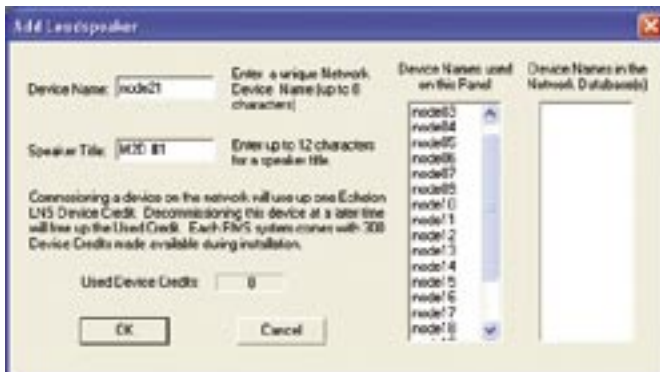 Add Loudspeaker
Device Name: node21
Enter a unique Network
Device Name (up to 8
characters)
Speaker Title: M2D #1
Enter up to 12 characters
for a speaker title.
Commissioning a device on the network will use up one Echelon
LNS Device Credit. Decommissioning this device at a later time
will free up the Used Credit. Each RMS system comes with 300
Device Credits made available during installation.
Used Device Credits: 0
OK
Cancel
Device Names used
on this Panel
node03
node04
node05
node06
node07
node09
node10
node11
node12
node13
node14
node15
node16
node17
node18
Device Names in the
Network Database(s)